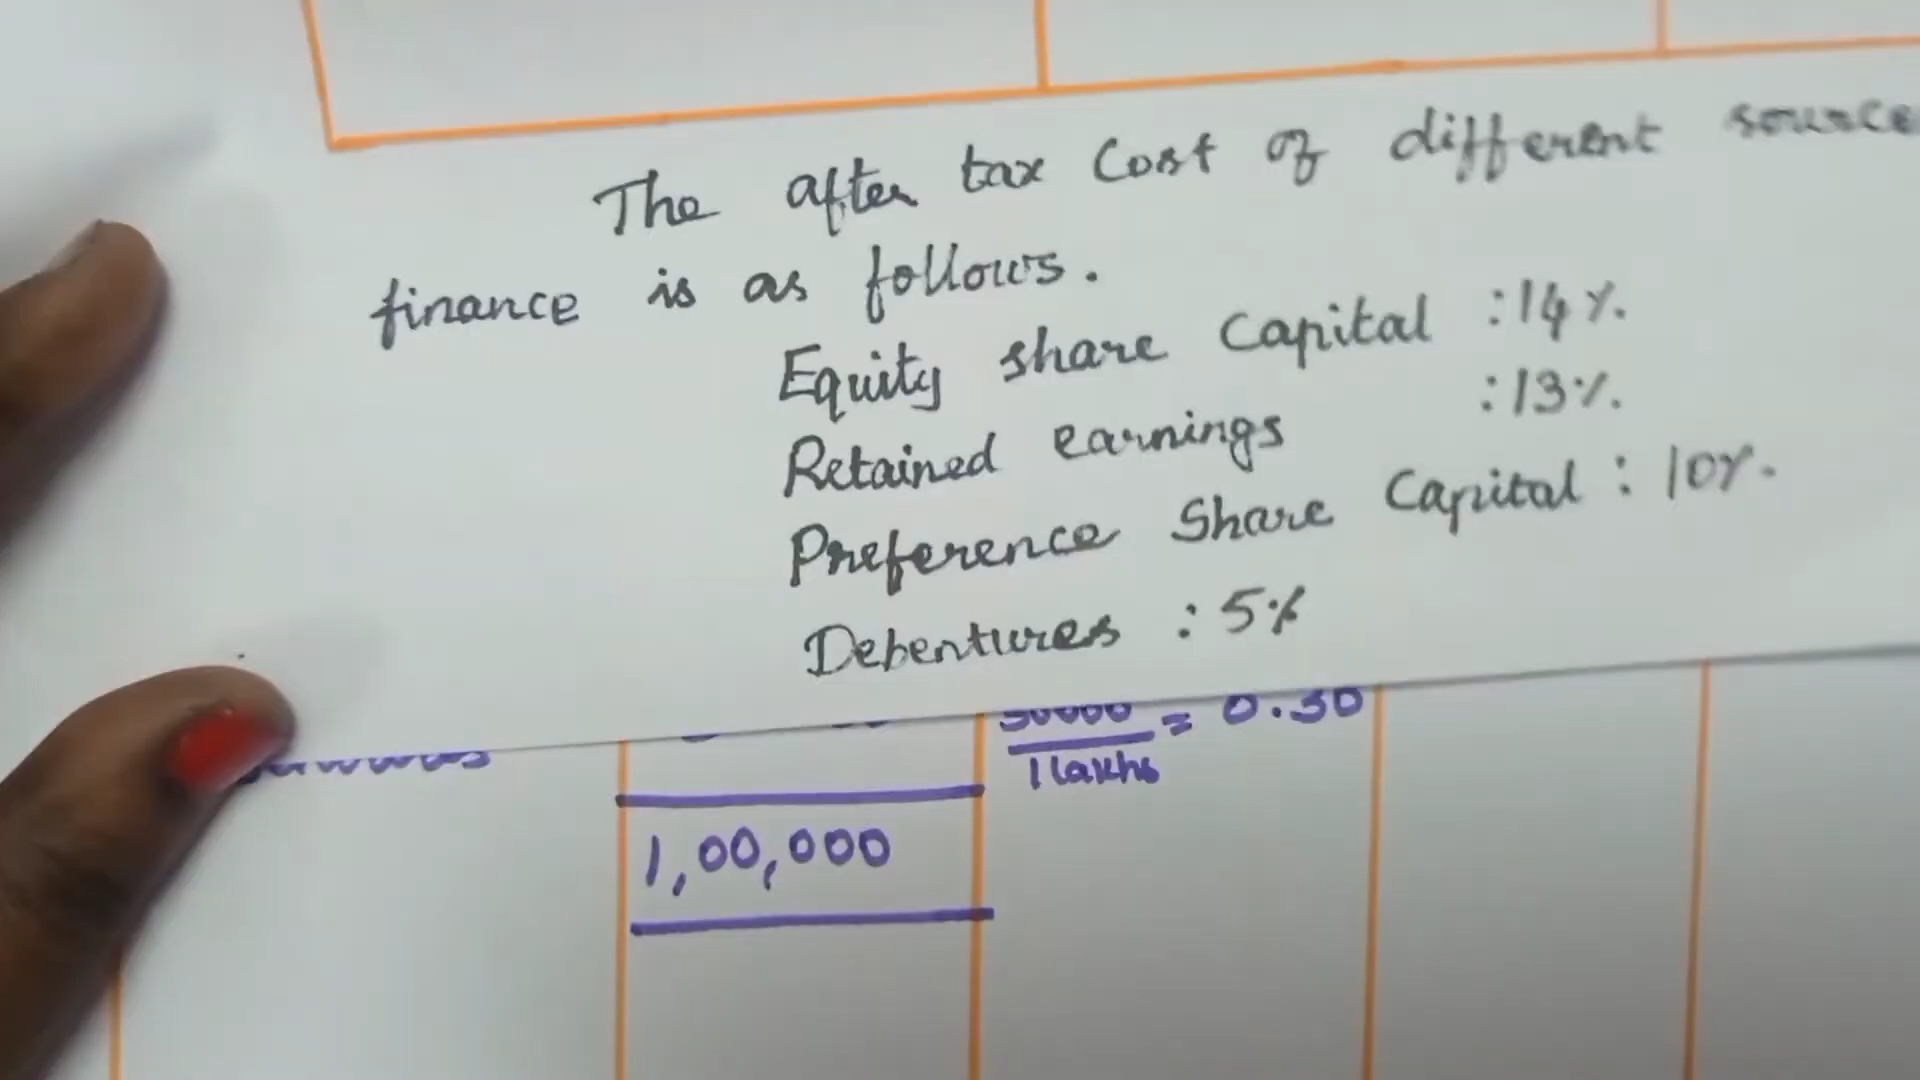 The after tax Cost of different source
finance is as follows.
Equity share Capital : 14%.
Retained earnings : 13%.
Preference Share Capital : 10%.
Debentures : 5%
= 0.30
1 lakhs
1,00,000